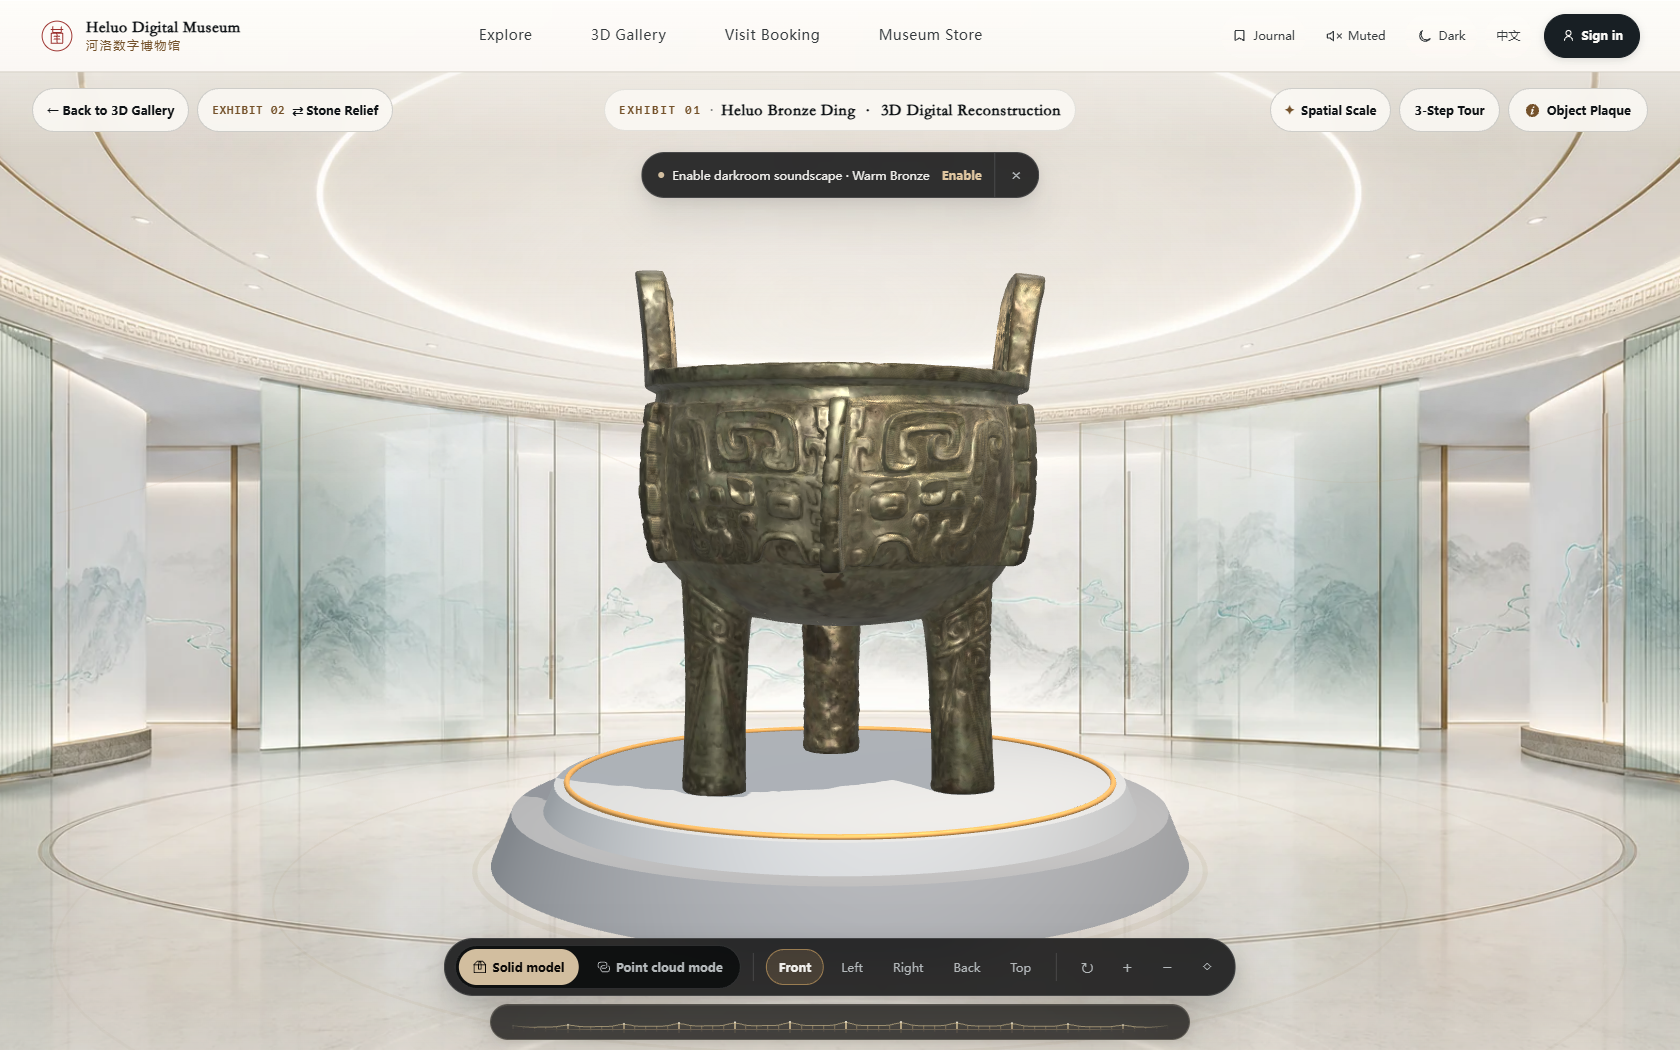 Heluo Digital Museum
河洛数字博物馆
Explore
3D Gallery
Visit Booking
Museum Store
Journal
Muted
Dark
中文
Sign in
← Back to 3D Gallery
EXHIBIT 02 ⇄ Stone Relief
EXHIBIT 01 · Heluo Bronze Ding · 3D Digital Reconstruction
Spatial Scale
3-Step Tour
Object Plaque
Enable darkroom soundscape · Warm Bronze Enable ×
Solid model
Point cloud mode
Front
Left
Right
Back
Top
↻ + − ◇